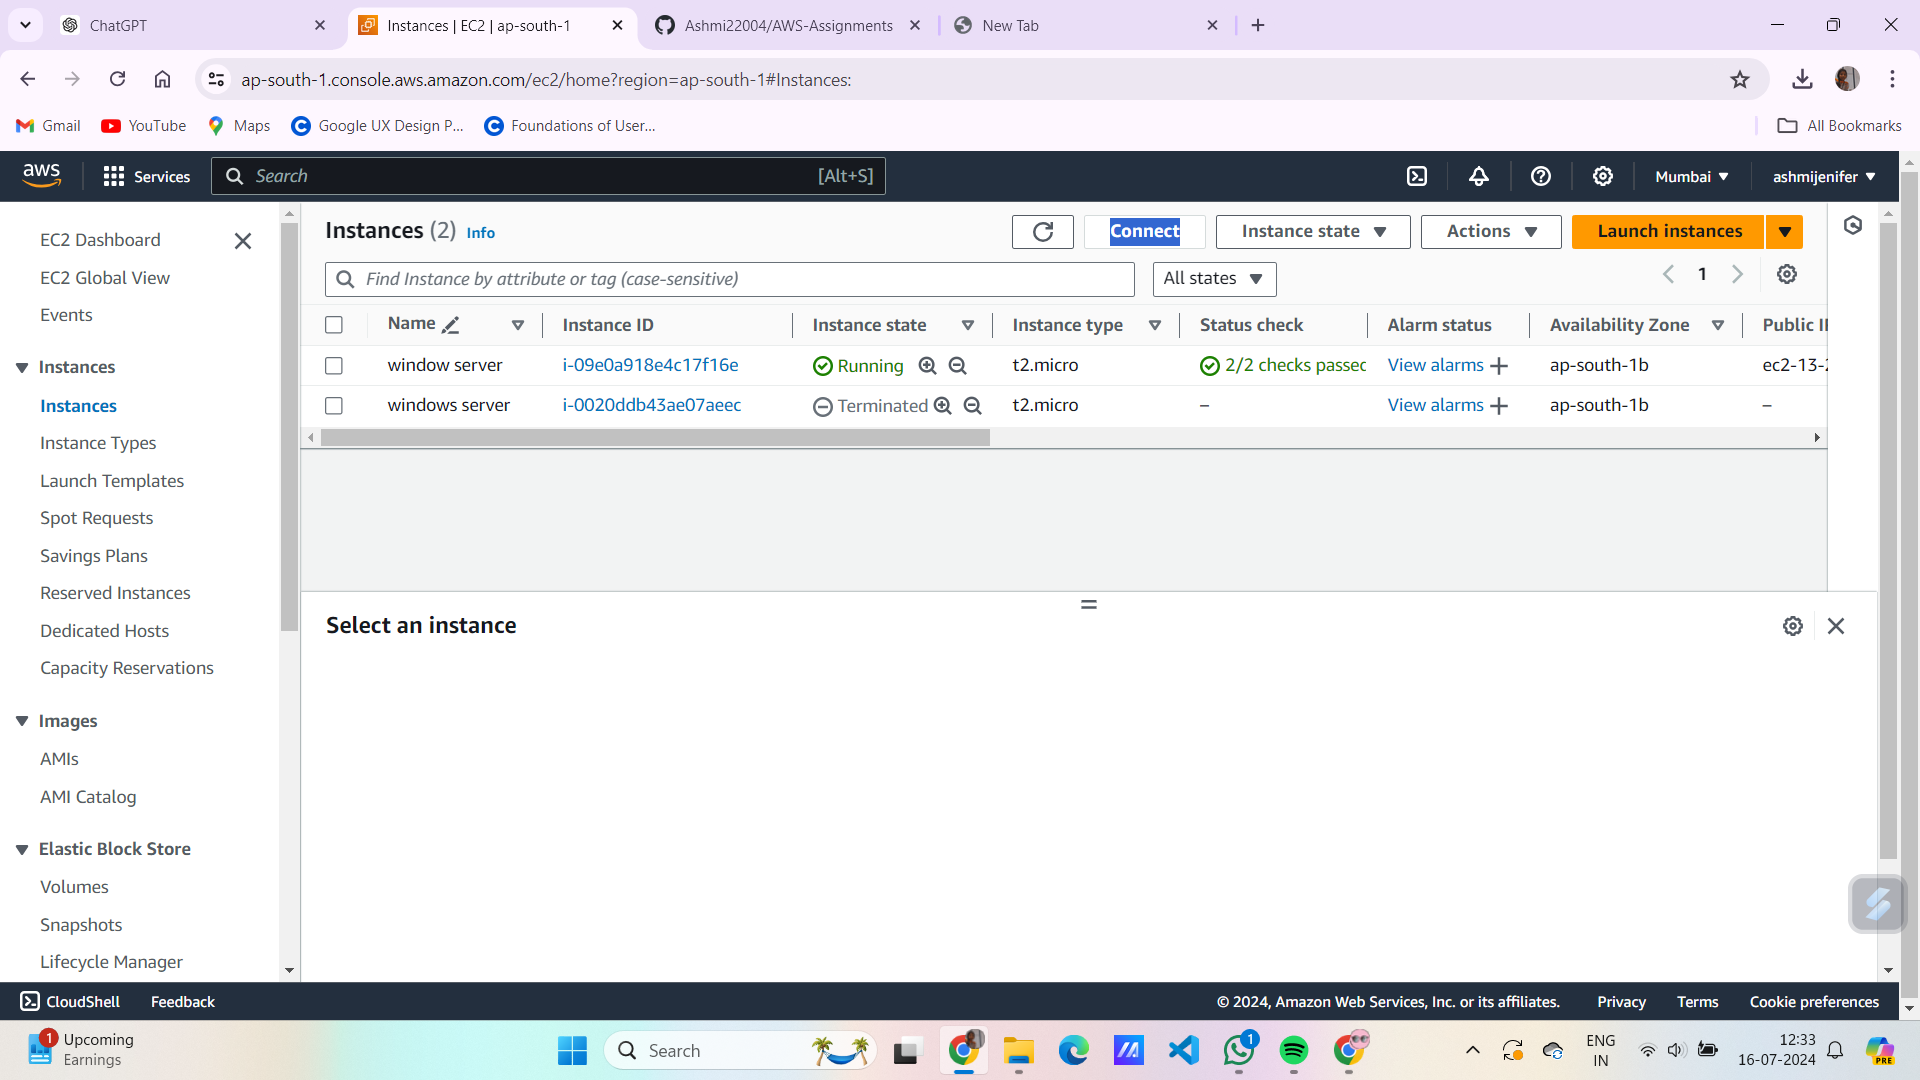 ChatGPT
Instances | EC2 | ap-south-1
Ashmi22004/AWS-Assignments
New Tab
ap-south-1.console.aws.amazon.com/ec2/home?region=ap-south-1#Instances:
Gmail
YouTube
Maps
Google UX Design P...
Foundations of User...
All Bookmarks
aws
Services
Search
[Alt+S]
Mumbai
ashmijenifer
EC2 Dashboard
EC2 Global View
Events
Instances
Instances
Instance Types
Launch Templates
Spot Requests
Savings Plans
Reserved Instances
Dedicated Hosts
Capacity Reservations
Images
AMIs
AMI Catalog
Elastic Block Store
Volumes
Snapshots
Lifecycle Manager
Instances (2) Info
Connect
Instance state
Actions
Launch instances
Find Instance by attribute or tag (case-sensitive)
All states
1
Name Instance ID Instance state Instance type Status check Alarm status Availability Zone Public
window server i-09e0a918e4c17f16e Running t2.micro 2/2 checks passec View alarms + ap-south-1b ec2-13-
windows server i-0020ddb43ae07aeec Terminated t2.micro – View alarms + ap-south-1b –
Select an instance
CloudShell
Feedback
© 2024, Amazon Web Services, Inc. or its affiliates.
Privacy
Terms
Cookie preferences
1
Upcoming
Earnings
Search
1
ENG
IN
12:33
16-07-2024
PRE